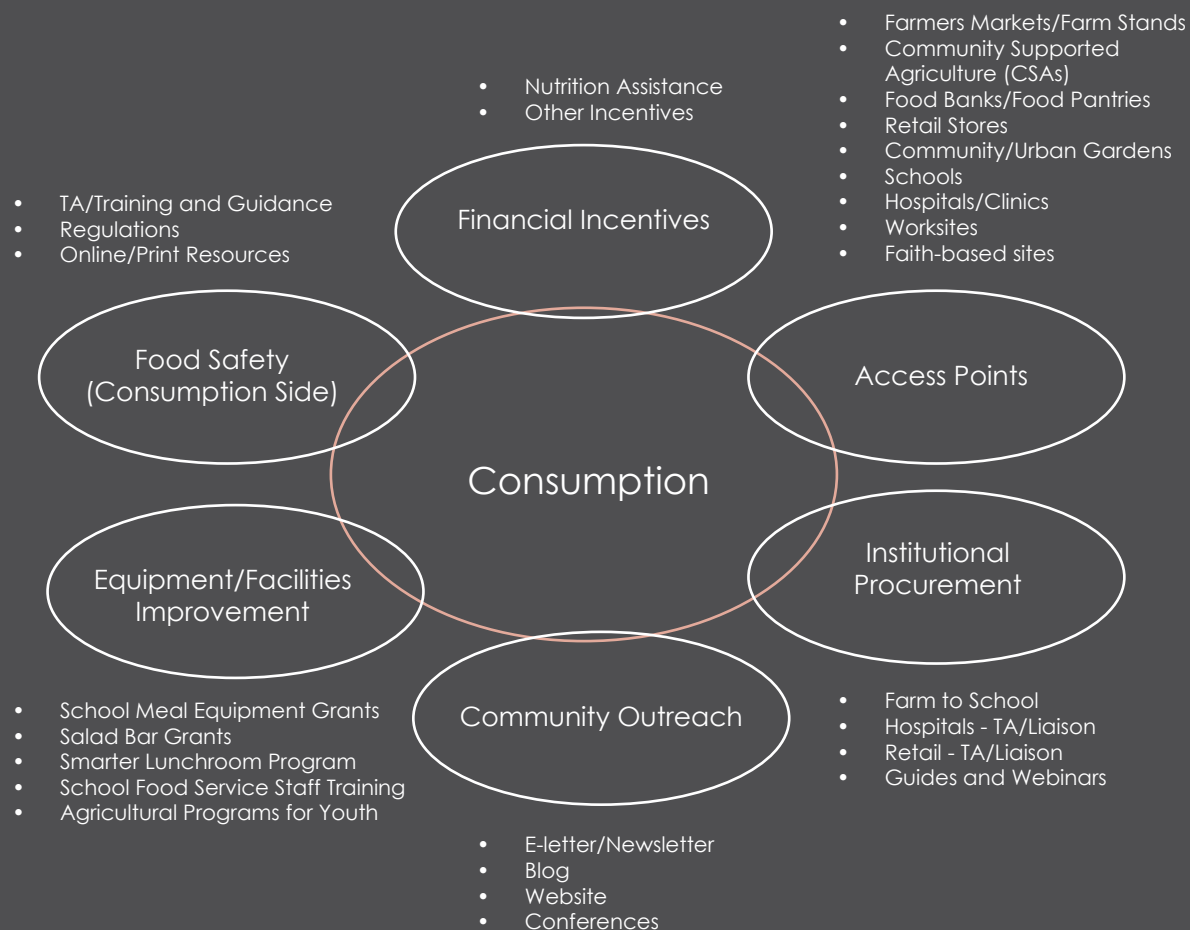 • Nutrition Assistance
• Other Incentives
Financial Incentives
• Farmers Markets/Farm Stands
• Community Supported
Agriculture (CSAs)
• Food Banks/Food Pantries
• Retail Stores
• Community/Urban Gardens
• Schools
• Hospitals/Clinics
• Worksites
• Faith-based sites
Access Points
• TA/Training and Guidance
• Regulations
• Online/Print Resources
Food Safety
(Consumption Side)
Consumption
Institutional
Procurement
• Farm to School
• Hospitals - TA/Liaison
• Retail - TA/Liaison
• Guides and Webinars
Equipment/Facilities
Improvement
• School Meal Equipment Grants
• Salad Bar Grants
• Smarter Lunchroom Program
• School Food Service Staff Training
• Agricultural Programs for Youth
Community Outreach
• E-letter/Newsletter
• Blog
• Website
• Conferences